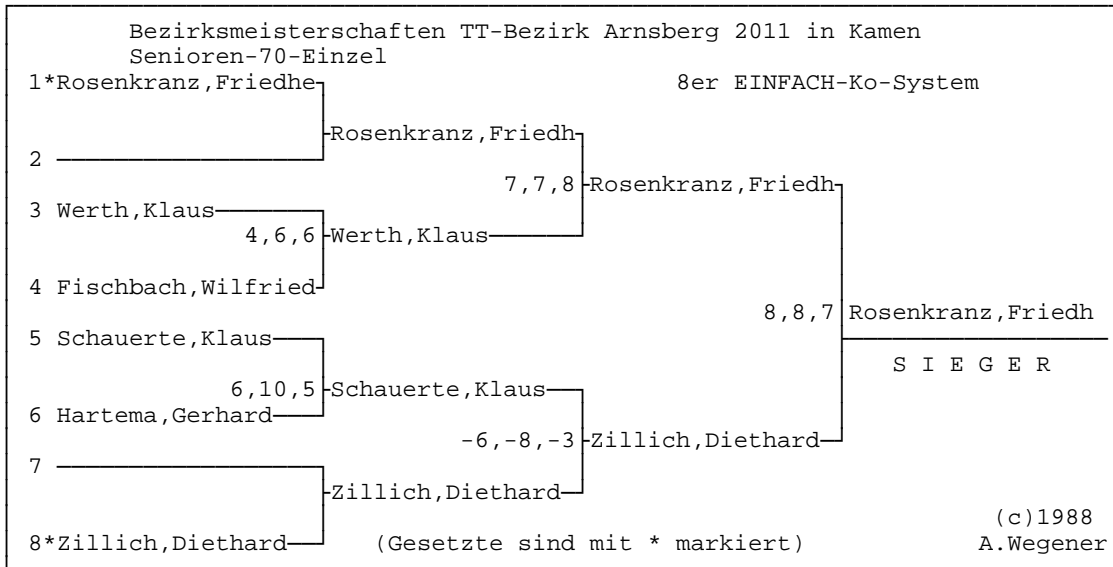 Bezirksmeisterschaften TT-Bezirk Arnsberg 2011 in Kamen
Senioren-70-Einzel
1*Rosenkranz,Friedhe 8er EINFACH-Ko-System
Rosenkranz,Friedh
2
7,7,8 Rosenkranz,Friedh
3 Werth,Klaus
4,6,6 Werth,Klaus
4 Fischbach,Wilfried
8,8,7 Rosenkranz,Friedh
5 Schauerte,Klaus
S I E G E R
6,10,5 Schauerte,Klaus
6 Hartema,Gerhard
-6,-8,-3 Zillich,Diethard
7
Zillich,Diethard
(c)1988
8*Zillich,Diethard (Gesetzte sind mit * markiert) A.Wegener